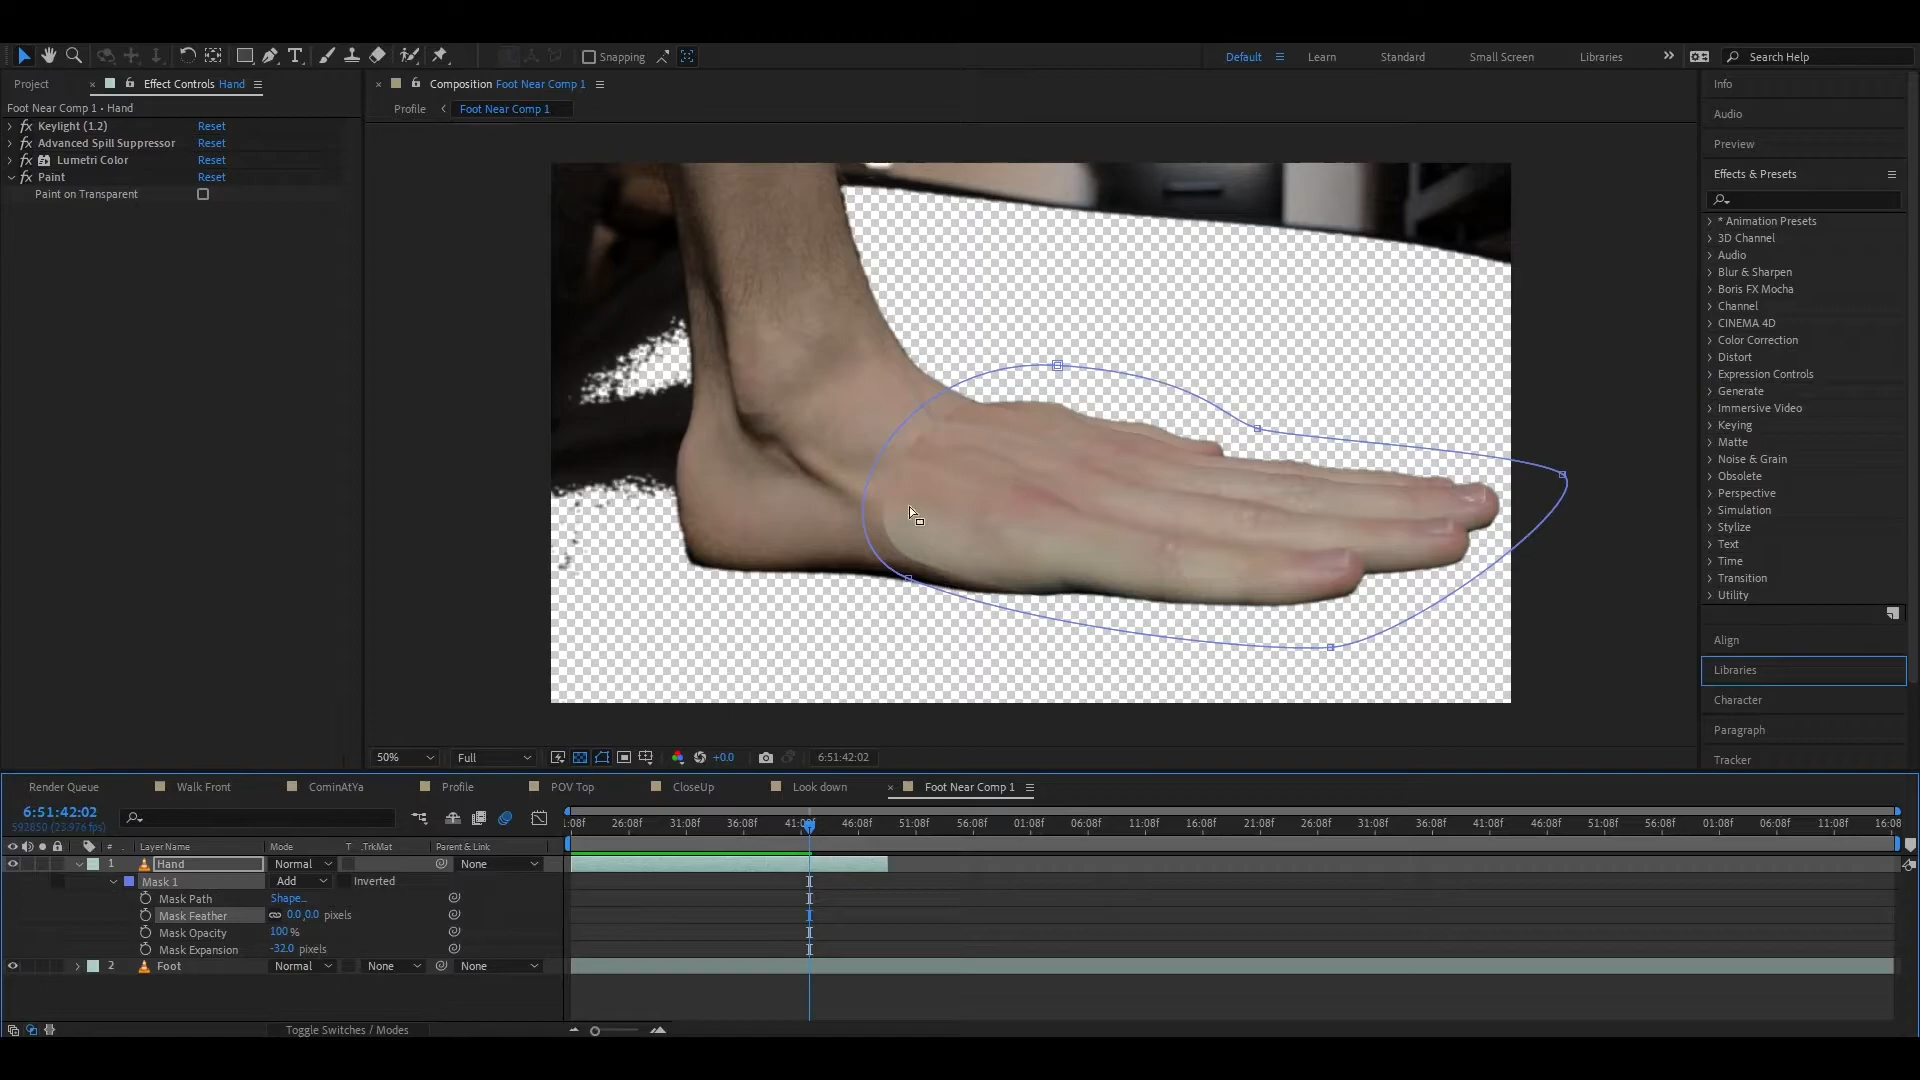 Snapping
Default
Learn
Standard
Small Screen
Libraries
Search Help
Project
Effect Controls Hand
Composition Foot Near Comp 1
Info
Foot Near Comp 1 • Hand
Profile
Foot Near Comp 1
Audio
fx Keylight (1.2) Reset
fx Advanced Spill Suppressor Reset
fx Lumetri Color Reset
fx Paint Reset
Paint on Transparent
Preview
Effects & Presets
* Animation Presets
3D Channel
Audio
Blur & Sharpen
Boris FX Mocha
Channel
CINEMA 4D
Color Correction
Distort
Expression Controls
Generate
Immersive Video
Keying
Matte
Noise & Grain
Obsolete
Perspective
Simulation
Stylize
Text
Time
Transition
Utility
Align
Libraries
Character
Paragraph
Tracker
50% Full +0.0 6:51:42:02
Render Queue Walk Front CominAtYa Profile POV Top CloseUp Look down Foot Near Comp 1
6:51:42:02
592850 (23.976 fps)
:08f 26:08f 31:08f 36:08f 41:08f 46:08f 51:08f 56:08f 01:08f 06:08f 11:08f 16:08f 21:08f 26:08f 31:08f 36:08f 41:08f 46:08f 51:08f 56:08f 01:08f 06:08f 11:08f 16:08
# Layer Name Mode T .TrkMat Parent & Link
1 Hand Normal None
Mask 1 Add Inverted
Mask Path Shape...
Mask Feather 0.0,0.0 pixels
Mask Opacity 100 %
Mask Expansion -32.0 pixels
2 Foot Normal None None
Toggle Switches / Modes